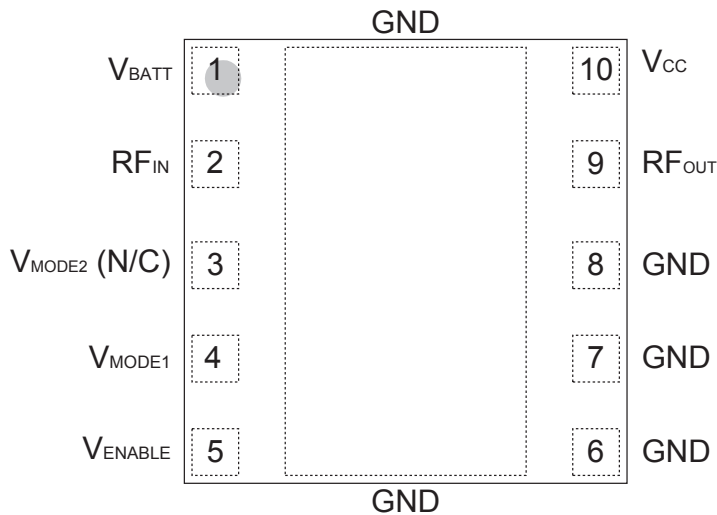 GND
VBATT 1 10 VCC
RFIN 2 9 RFOUT
VMODE2 (N/C) 3 8 GND
VMODE1 4 7 GND
VENABLE 5 6 GND
GND